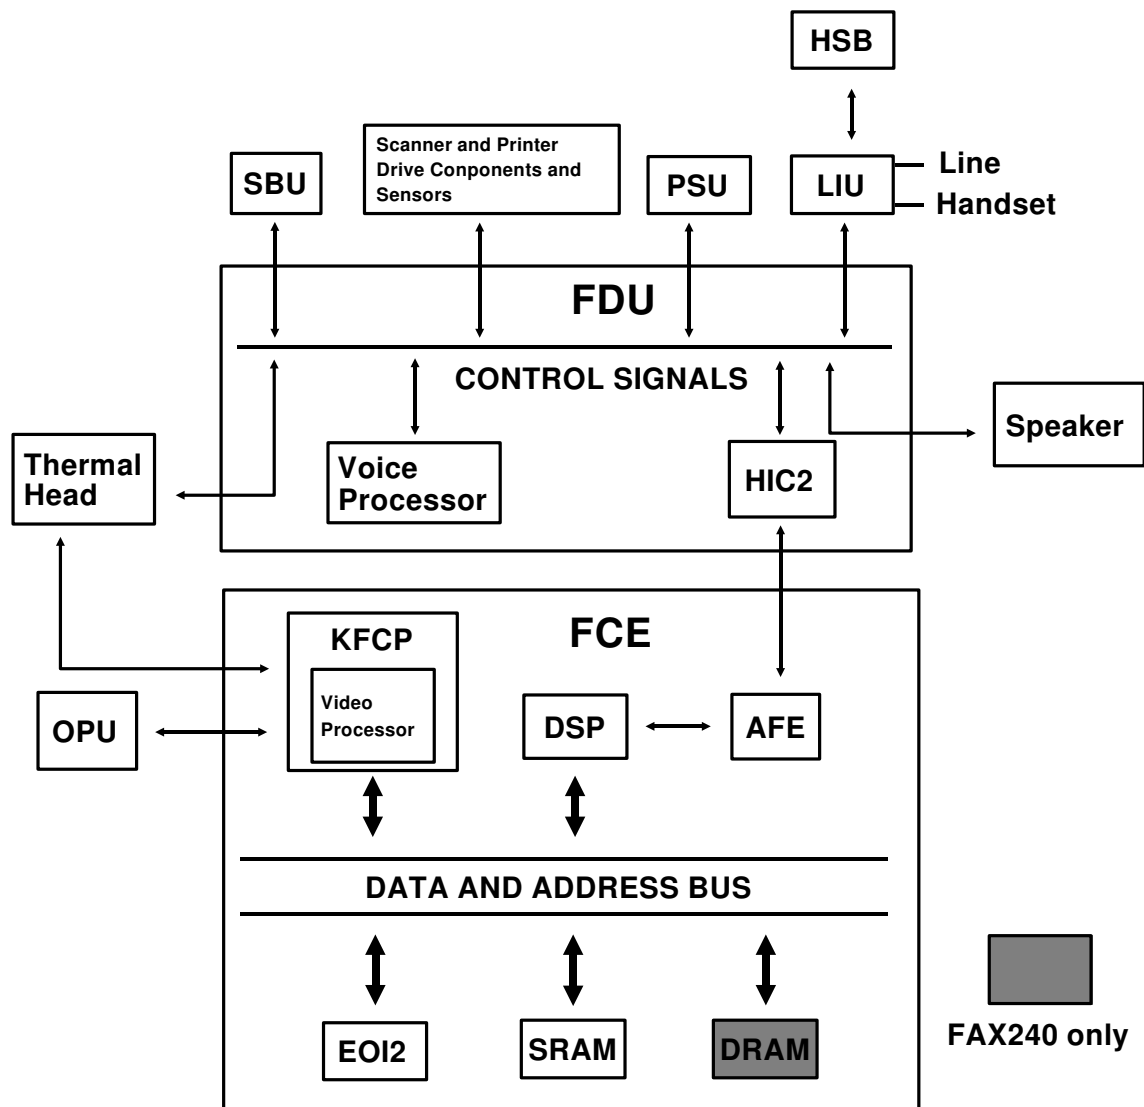 HSB
Scanner and Printer
Drive Conponents and
Sensors
SBU
PSU
LIU
Line
Handset
FDU
CONTROL SIGNALS
Speaker
Thermal
Head
Voice
Processor
HIC2
KFCP
FCE
Video
Processor
OPU
DSP
AFE
DATA AND ADDRESS BUS
EOI2
SRAM
DRAM
FAX240 only